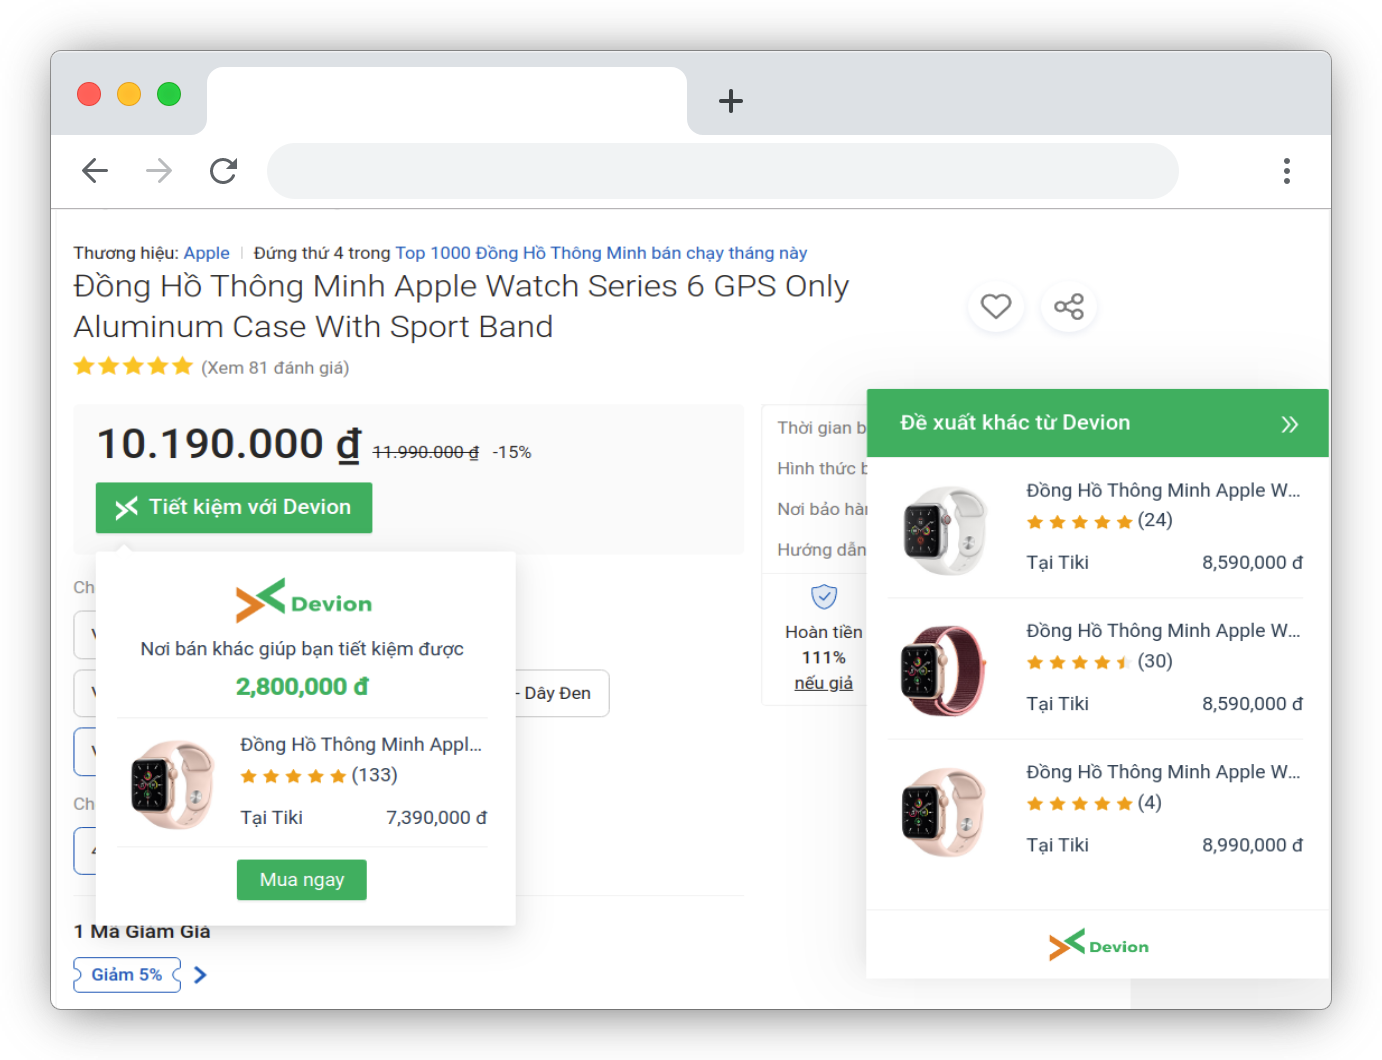 Thương hiệu: Apple | Đứng thứ 4 trong Top 1000 Đồng Hồ Thông Minh bán chạy tháng này
Đồng Hồ Thông Minh Apple Watch Series 6 GPS Only
Aluminum Case With Sport Band
(Xem 81 đánh giá)
10.190.000 đ 11.990.000 đ -15%
Tiết kiệm với Devion
Devion
Nơi bán khác giúp bạn tiết kiệm được
2,800,000 đ
Đồng Hồ Thông Minh Appl...
(133)
Tại Tiki 7,390,000 đ
Mua ngay
- Dây Đen
1 Mã Giảm Giá
Giảm 5%
Thời gian b
Hình thức b
Nơi bảo hàn
Hướng dẫn
Hoàn tiền
111%
nếu giả
Đề xuất khác từ Devion
Đồng Hồ Thông Minh Apple W...
(24)
Tại Tiki 8,590,000 đ
Đồng Hồ Thông Minh Apple W...
(30)
Tại Tiki 8,590,000 đ
Đồng Hồ Thông Minh Apple W...
(4)
Tại Tiki 8,990,000 đ
Devion